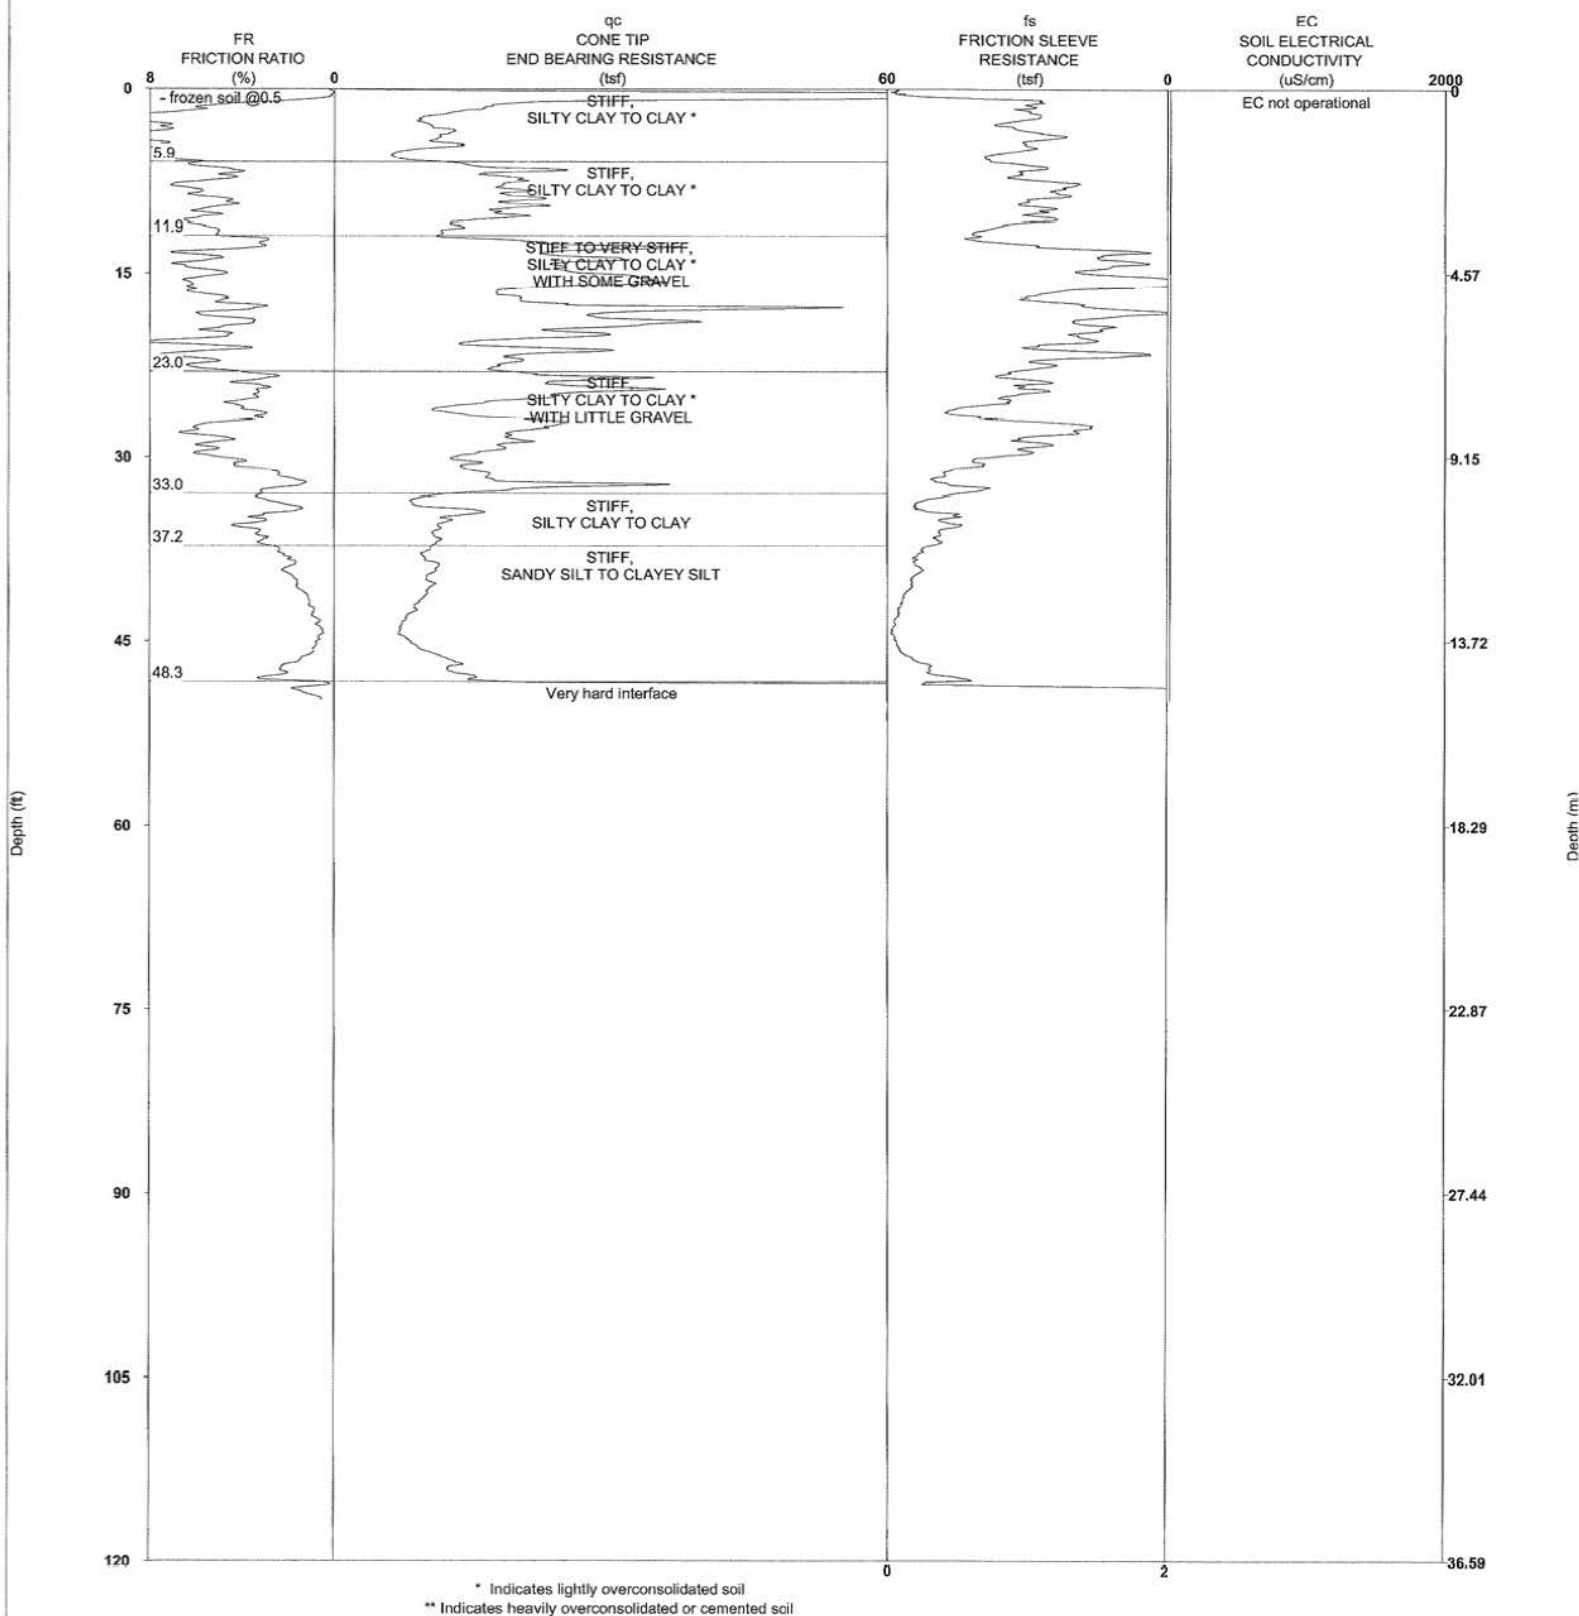 FR
FRICTION RATIO
(%)
8
0
qc
CONE TIP
END BEARING RESISTANCE
(tsf)
60
fs
FRICTION SLEEVE
RESISTANCE
(tsf)
0
EC
SOIL ELECTRICAL
CONDUCTIVITY
(uS/cm)
2000
0
- frozen soil @0.5
STIFF,
SILTY CLAY TO CLAY *
EC not operational
0
5.9
STIFF,
SILTY CLAY TO CLAY *
11.9
STIFF TO VERY STIFF,
SILTY CLAY TO CLAY *
WITH SOME GRAVEL
15
4.57
23.0
STIFF,
SILTY CLAY TO CLAY *
WITH LITTLE GRAVEL
30
9.15
33.0
STIFF,
SILTY CLAY TO CLAY
37.2
STIFF,
SANDY SILT TO CLAYEY SILT
45
13.72
48.3
Very hard interface
Depth (ft)
60
18.29
Depth (m)
75
22.87
90
27.44
105
32.01
120
0
2
36.59
* Indicates lightly overconsolidated soil
** Indicates heavily overconsolidated or cemented soil